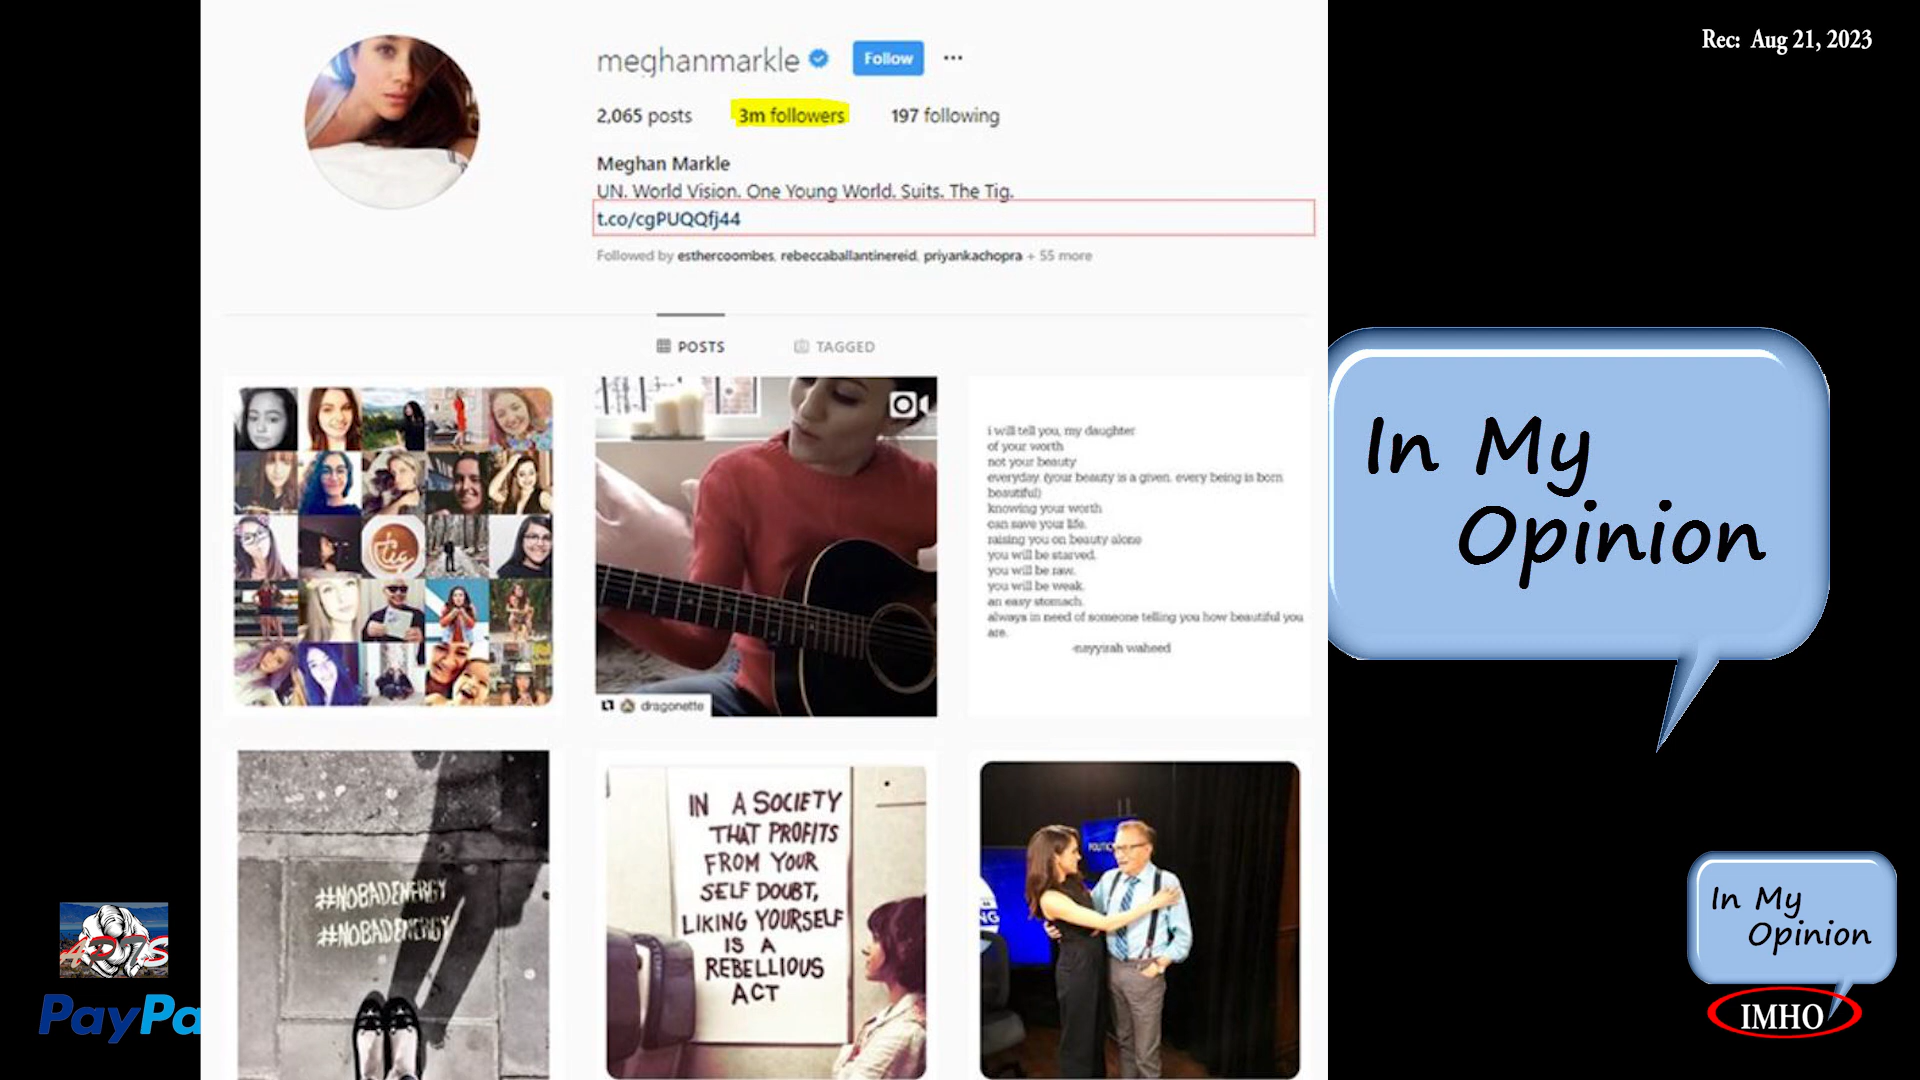 Rec: Aug 21, 2023
meghanmarkle
Follow
2,065 posts 3m followers 197 following
Meghan Markle
UN. World Vision. One Young World. Suits. The Tig.
t.co/cgPUQQfj44
Followed by esthercoombes, rebeccaballantinereid, priyankachopra + 55 more
POSTS TAGGED
tig
dragonette
i will tell you, my daughter
of your worth
not your beauty
everyday. (your beauty is a given. every being is born
beautiful)
knowing your worth
can save your life.
raising you on beauty alone
you will be starved.
you will be raw.
you will be weak.
an easy stomach.
always in need of someone telling you how beautiful you
are.
-nayyirah waheed
In My
Opinion
#NOBADENERGY
#NOBADENERGY
IN A SOCIETY
THAT PROFITS
FROM YOUR
SELF DOUBT,
LIKING YOURSELF
IS A
REBELLIOUS
ACT
POLITIC
NG
PayPa
In My
Opinion
IMHO